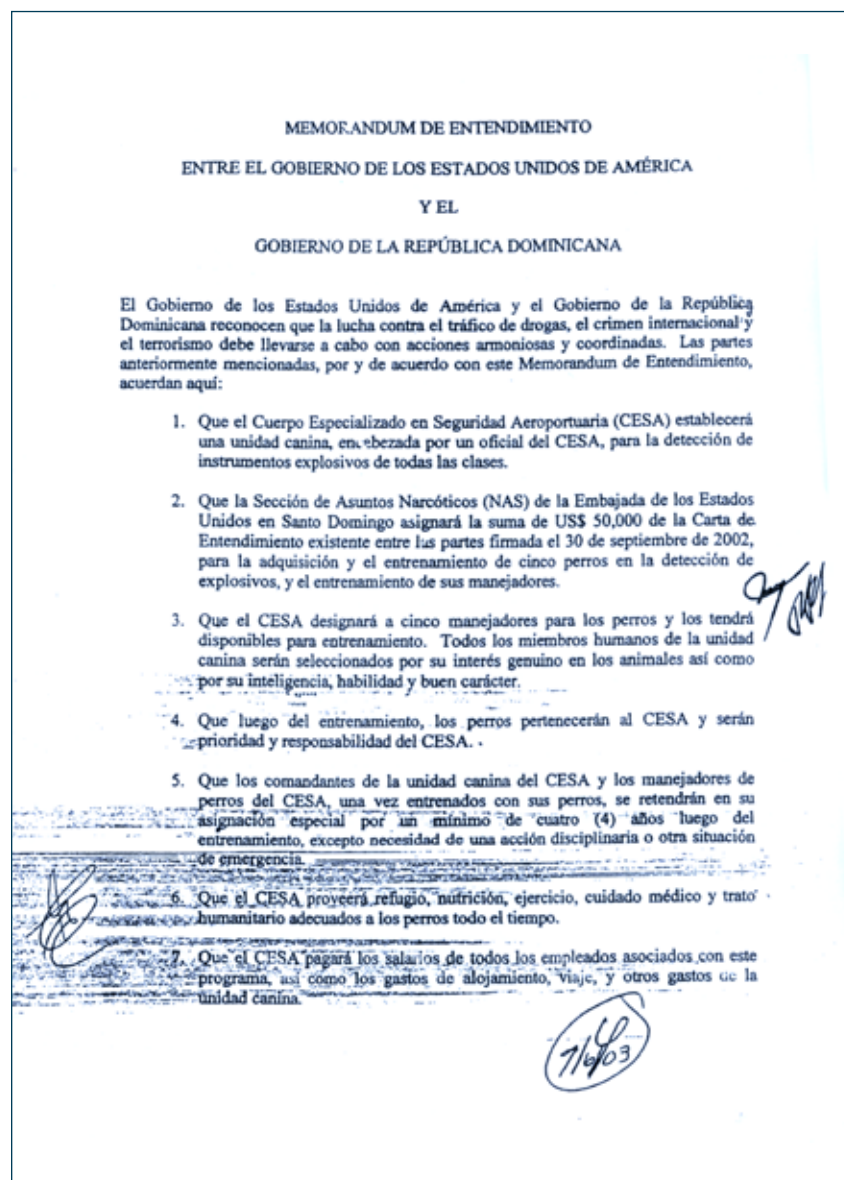 MEMORANDUM DE ENTENDIMIENTO
ENTRE EL GOBIERNO DE LOS ESTADOS UNIDOS DE AMÉRICA
Y EL
GOBIERNO DE LA REPÚBLICA DOMINICANA
El Gobierno de los Estados Unidos de América y el Gobierno de la República
Dominicana reconocen que la lucha contra el tráfico de drogas, el crimen internacional y
el terrorismo debe llevarse a cabo con acciones armoniosas y coordinadas. Las partes
anteriormente mencionadas, por y de acuerdo con este Memorandum de Entendimiento,
acuerdan aquí:
1. Que el Cuerpo Especializado en Seguridad Aeroportuaria (CESA) establecerá
una unidad canina, encabezada por un oficial del CESA, para la detección de
instrumentos explosivos de todas las clases.
2. Que la Sección de Asuntos Narcóticos (NAS) de la Embajada de los Estados
Unidos en Santo Domingo asignará la suma de US$ 50,000 de la Carta de
Entendimiento existente entre las partes firmada el 30 de septiembre de 2002,
para la adquisición y el entrenamiento de cinco perros en la detección de
explosivos, y el entrenamiento de sus manejadores.
3. Que el CESA designará a cinco manejadores para los perros y los tendrá
disponibles para entrenamiento. Todos los miembros humanos de la unidad
canina serán seleccionados por su interés genuino en los animales así como
por su inteligencia, habilidad y buen carácter.
4. Que luego del entrenamiento, los perros pertenecerán al CESA y serán
prioridad y responsabilidad del CESA.
5. Que los comandantes de la unidad canina del CESA y los manejadores de
perros del CESA, una vez entrenados con sus perros, se retendrán en su
asignación especial por un mínimo de cuatro (4) años luego del
entrenamiento, excepto necesidad de una acción disciplinaria o otra situación
de emergencia.
6. Que el CESA proveerá refugio, nutrición, ejercicio, cuidado médico y trato
humanitario adecuados a los perros todo el tiempo.
7. Que el CESA pagará los salarios de todos los empleados asociados con este
programa, así como los gastos de alojamiento, viaje, y otros gastos de la
unidad canina.
7/6/03